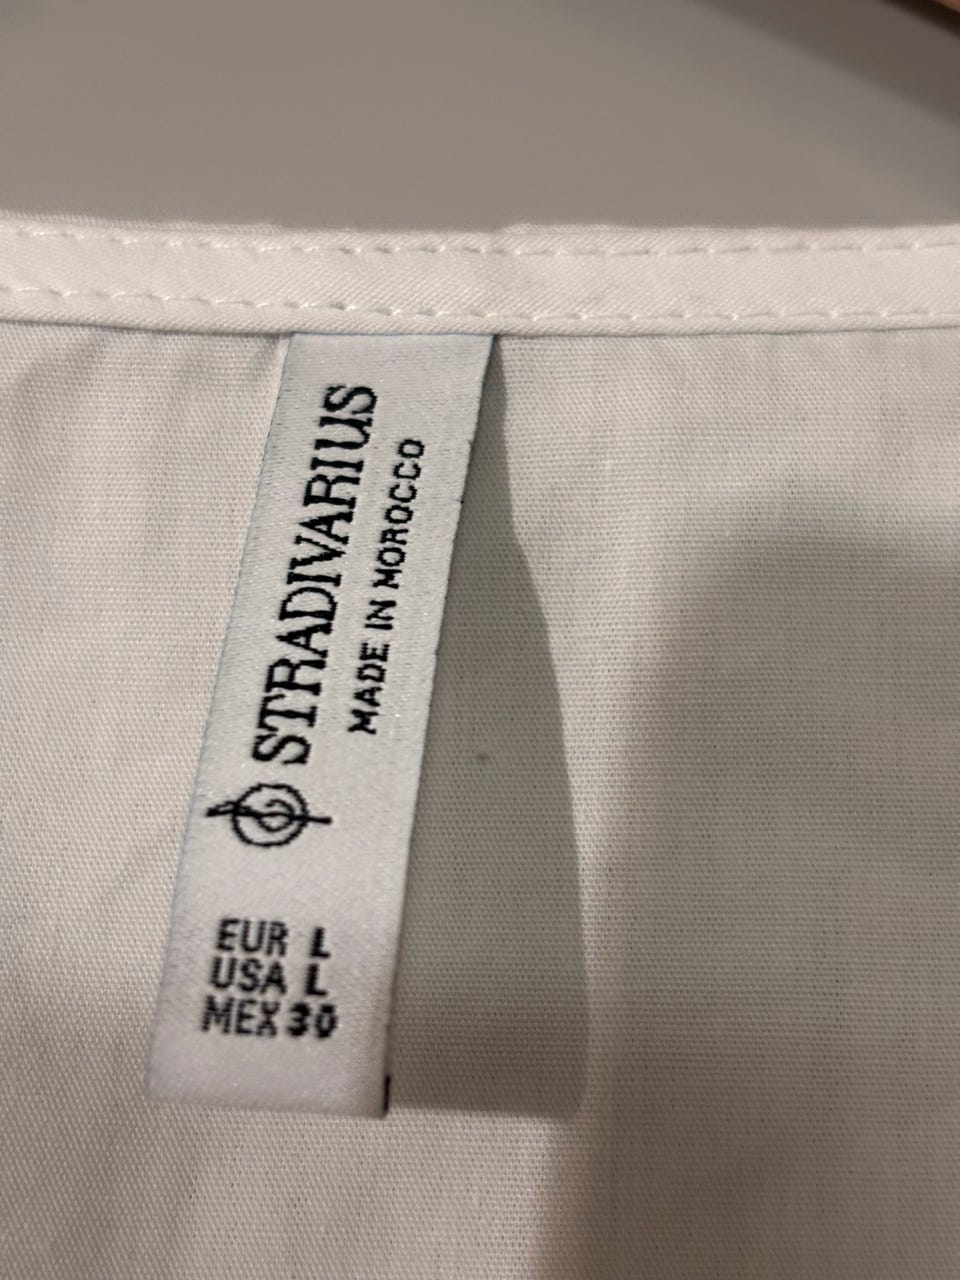 STRADIVARIUS
MADE IN MOROCCO
EUR L
USA L
MEX 30